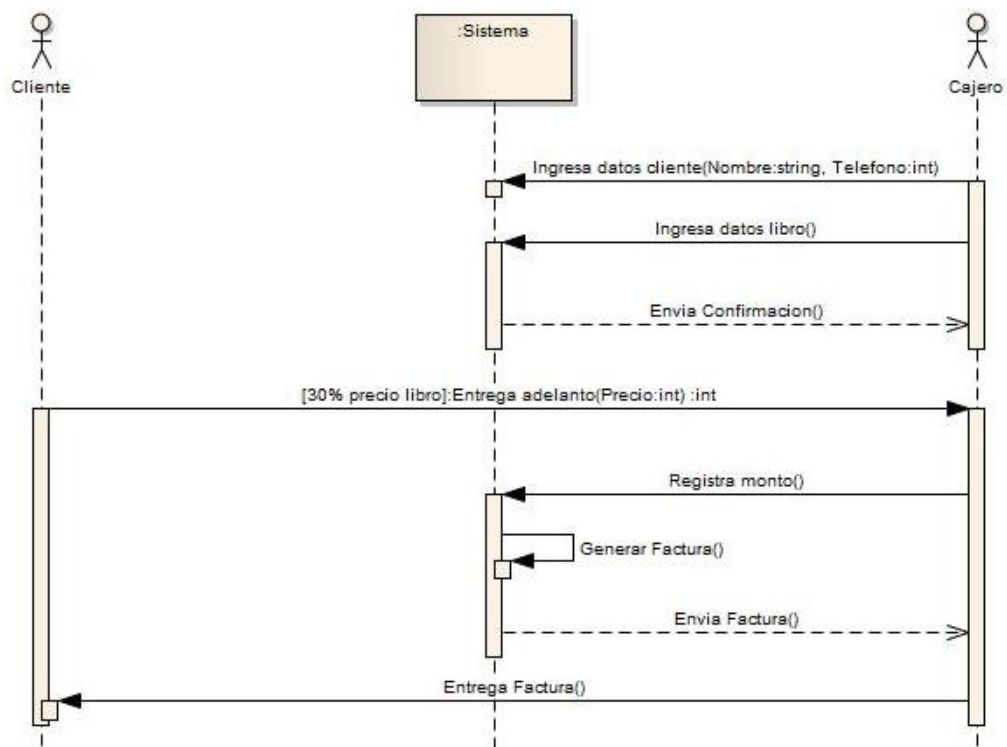 :Sistema
Cliente
Cajero
Ingresa datos cliente(Nombre:string, Telefono:int)
Ingresa datos libro()
Envia Confirmacion()
[30% precio libro]:Entrega adelanto(Precio:int) :int
Registra monto()
Generar Factura()
Envia Factura()
Entrega Factura()